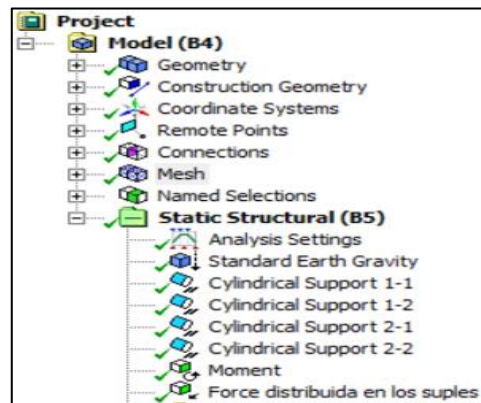 Project
Model (B4)
Geometry
Construction Geometry
Coordinate Systems
Remote Points
Connections
Mesh
Named Selections
Static Structural (B5)
Analysis Settings
Standard Earth Gravity
Cylindrical Support 1-1
Cylindrical Support 1-2
Cylindrical Support 2-1
Cylindrical Support 2-2
Moment
Force distribuida en los suples